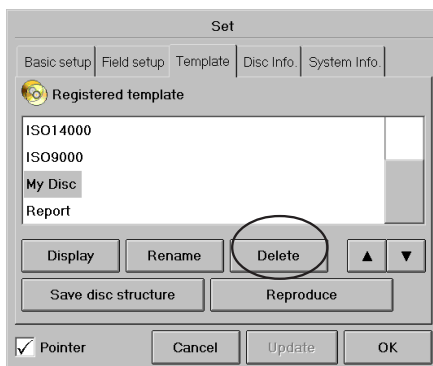 Set
Basic setup Field setup Template Disc Info. System Info.
Registered template
ISO14000
ISO9000
My Disc
Report
Display Rename Delete ▲ ▼
Save disc structure Reproduce
Pointer Cancel Update OK